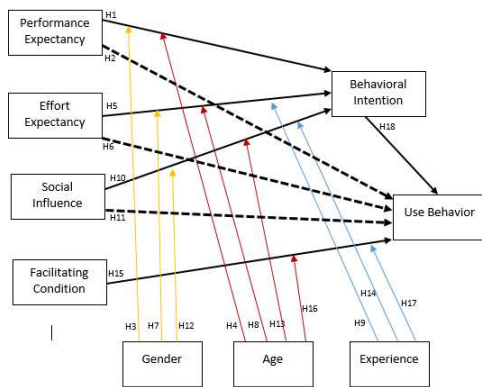 Performance
Expectancy
H1
H2
Behavioral
Intention
Effort
Expectancy
H5
H6
H18
Social
Influence
H10
H11
Use Behavior
Facilitating
Condition
H15
H14
H17
H16
H3
H7
H12
H4
H8
H13
H9
Gender
Age
Experience